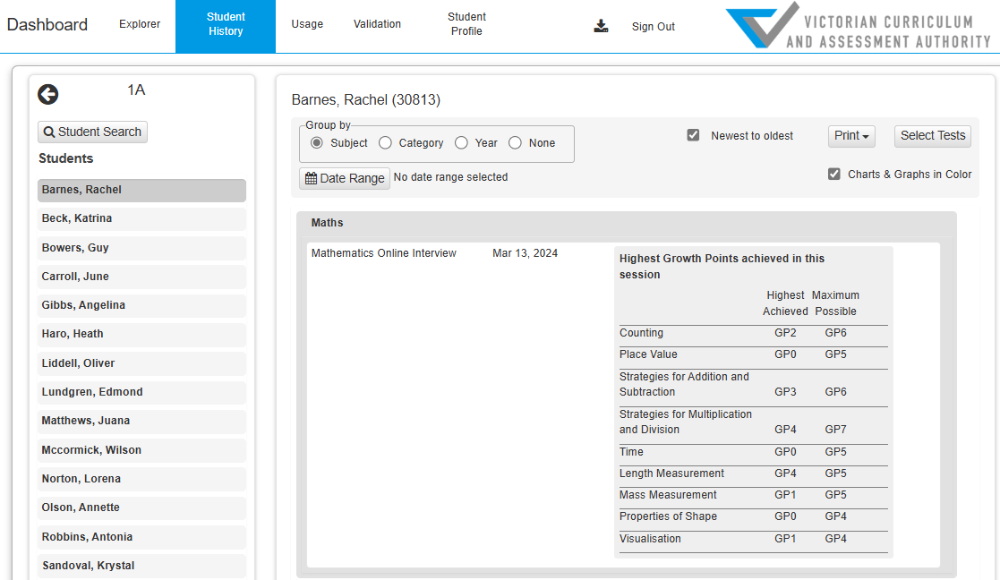 Dashboard
Explorer
Student
History
Usage
Validation
Student
Profile
Sign Out
VICTORIAN CURRICULUM
AND ASSESSMENT AUTHORITY
1A
Student Search
Students
Barnes, Rachel
Beck, Katrina
Bowers, Guy
Carroll, June
Gibbs, Angelina
Haro, Heath
Liddell, Oliver
Lundgren, Edmond
Matthews, Juana
Mccormick, Wilson
Norton, Lorena
Olson, Annette
Robbins, Antonia
Sandoval, Krystal
Barnes, Rachel (30813)
Group by
Subject Category Year None
Newest to oldest
Print
Select Tests
Date Range No date range selected
Charts & Graphs in Color
Maths
Mathematics Online Interview Mar 13, 2024
Highest Growth Points achieved in this
session
Highest Maximum
Achieved Possible
Counting GP2 GP6
Place Value GP0 GP5
Strategies for Addition and
Subtraction GP3 GP6
Strategies for Multiplication
and Division GP4 GP7
Time GP0 GP5
Length Measurement GP4 GP5
Mass Measurement GP1 GP5
Properties of Shape GP0 GP4
Visualisation GP1 GP4